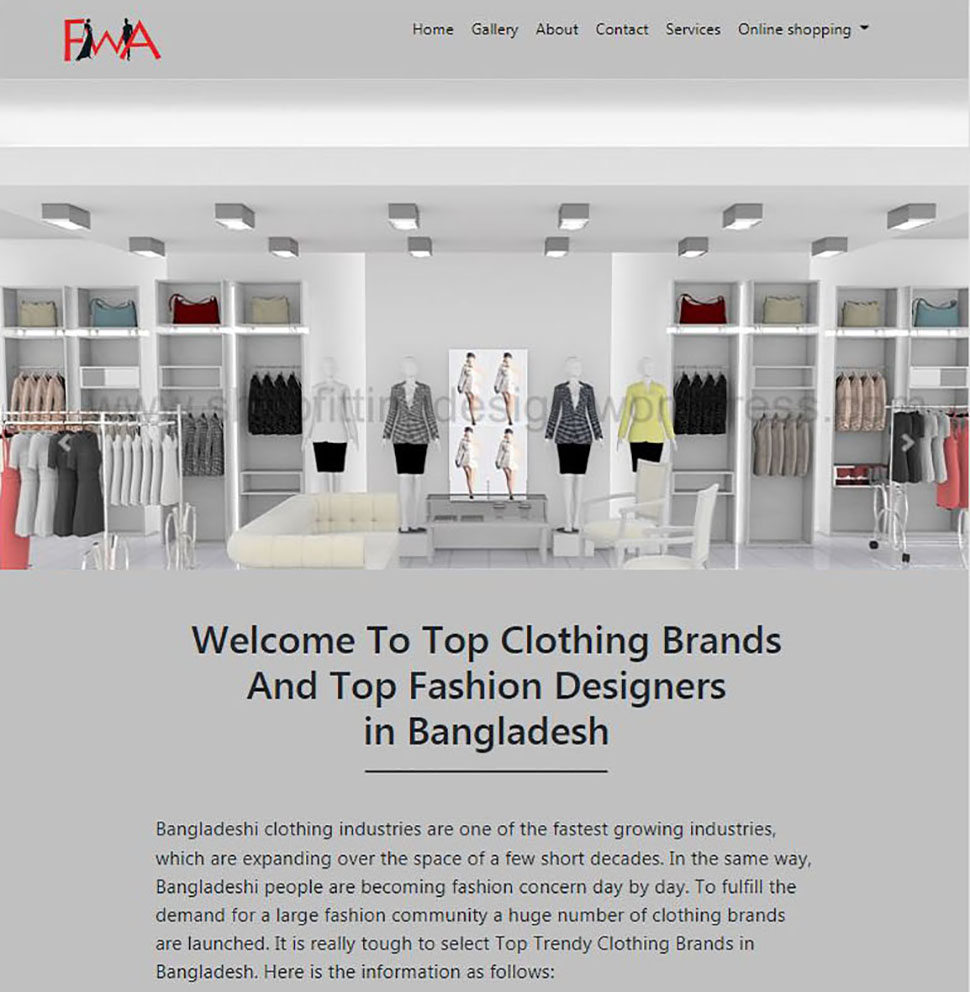 FWA
Home Gallery About Contact Services Online shopping
www.shopfittingdesign.wordpress.com
Welcome To Top Clothing Brands
And Top Fashion Designers
in Bangladesh
Bangladeshi clothing industries are one of the fastest growing industries,
which are expanding over the space of a few short decades. In the same way,
Bangladeshi people are becoming fashion concern day by day. To fulfill the
demand for a large fashion community a huge number of clothing brands
are launched. It is really tough to select Top Trendy Clothing Brands in
Bangladesh. Here is the information as follows: